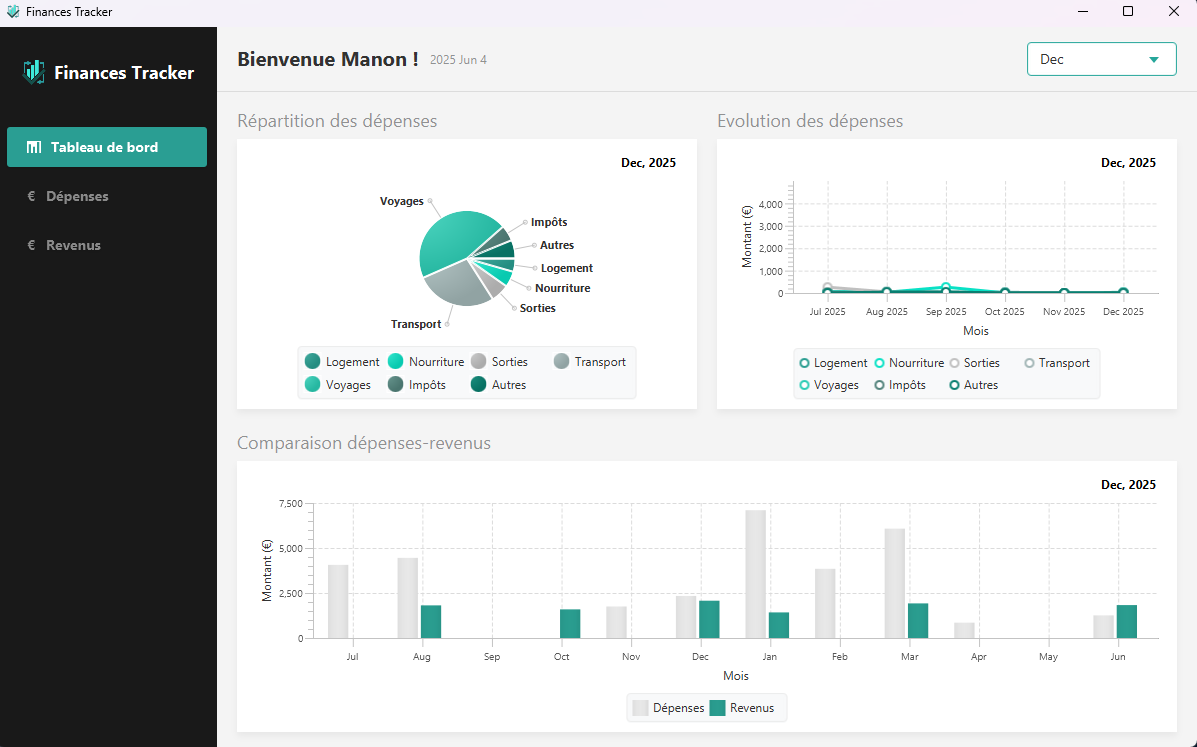 Finances Tracker
Finances Tracker
Tableau de bord
€ Dépenses
€ Revenus
Bienvenue Manon ! 2025 Jun 4
Dec
Répartition des dépenses
Dec, 2025
Voyages
Impôts
Autres
Logement
Nourriture
Sorties
Transport
Logement Nourriture Sorties Transport
Voyages Impôts Autres
Evolution des dépenses
Dec, 2025
Montant (€)
4,000
3,000
2,000
1,000
0
Jul 2025 Aug 2025 Sep 2025 Oct 2025 Nov 2025 Dec 2025
Mois
Logement Nourriture Sorties Transport
Voyages Impôts Autres
Comparaison dépenses-revenus
Dec, 2025
Montant (€)
7,500
5,000
2,500
0
Jul Aug Sep Oct Nov Dec Jan Feb Mar Apr May Jun
Mois
Dépenses Revenus